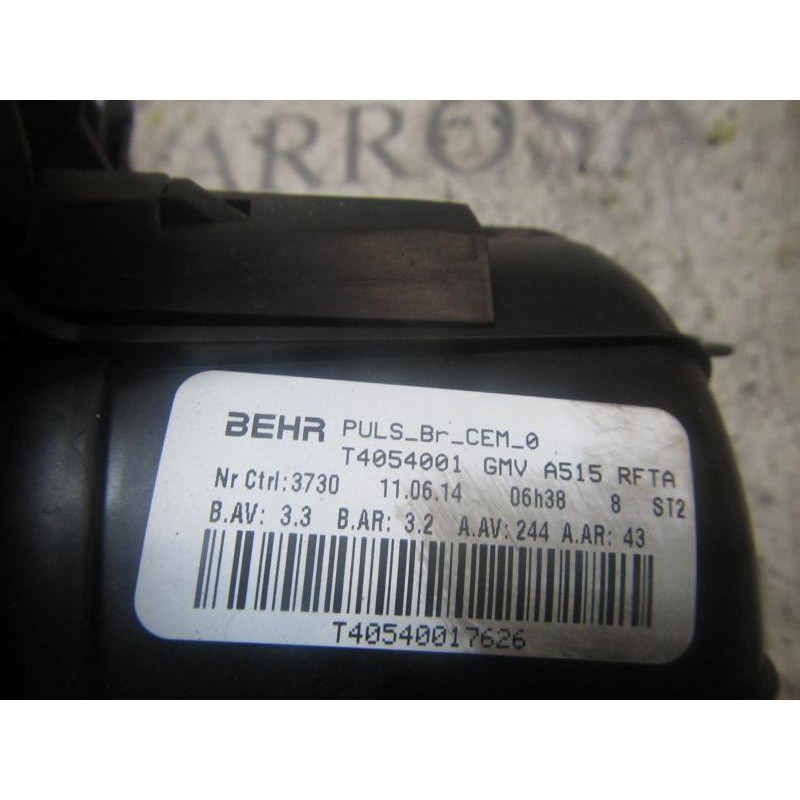 BEHR PULS_Br_CEM_0
T4054001 GMV A515 RFTA
Nr Ctrl:3730 11.06.14 06h38 8 ST2
B.AV: 3.3 B.AR: 3.2 A.AV:244 A.AR: 43
T40540017626